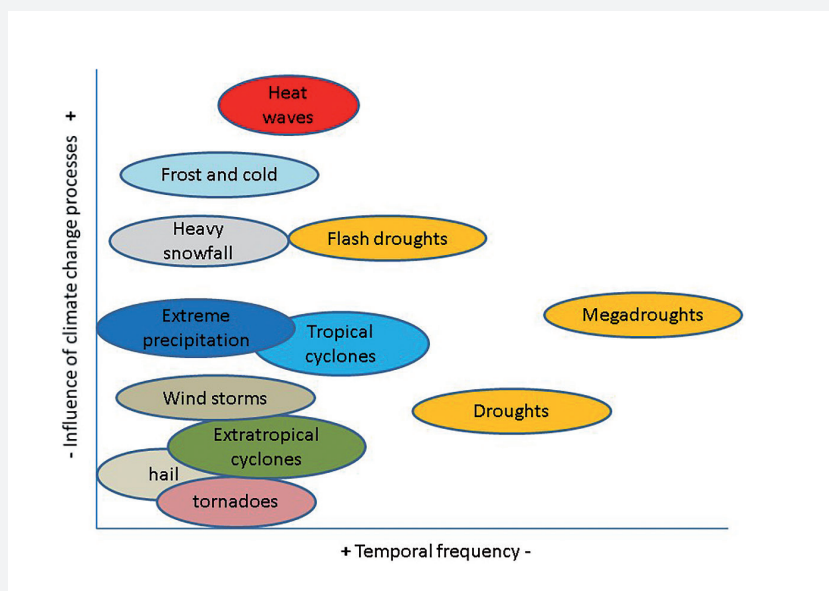 - Influence of climate change processes +
Heat
waves
Frost and cold
Heavy
snowfall
Flash droughts
Extreme
precipitation
Tropical
cyclones
Megadroughts
Wind storms
Droughts
Extratropical
cyclones
hail
tornadoes
+ Temporal frequency -